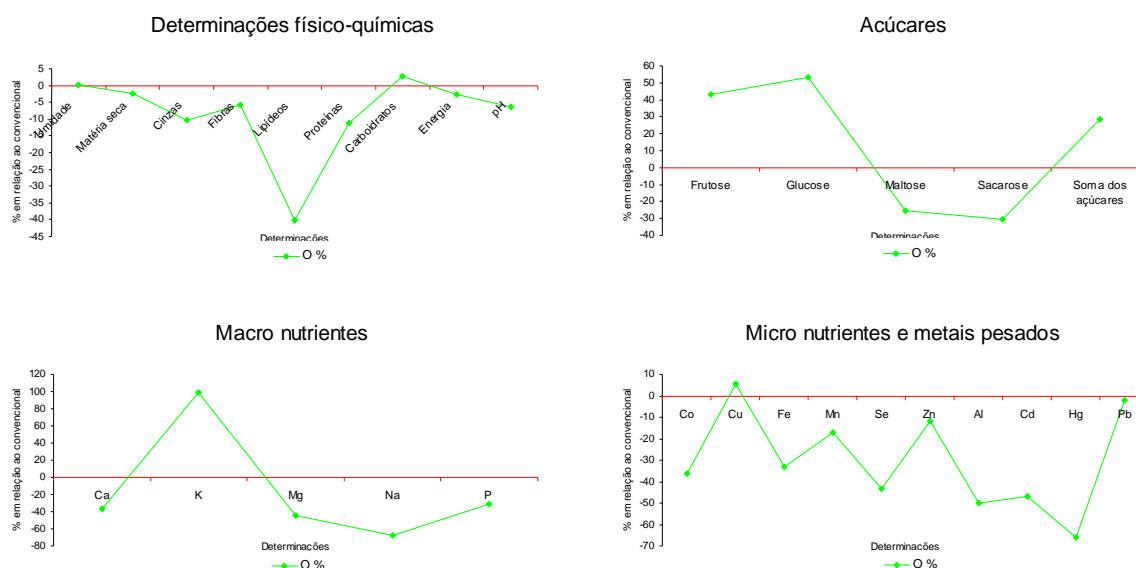 Determinações físico-químicas
% em relação ao convencional
5
0
-5
-10
-15
-20
-25
-30
-35
-40
-45
Umidade
Matéria seca
Cinzas
Fibras
Lipídeos
Proteínas
Carboidratos
Energia
pH
Determinações
O %
Açúcares
% em relação ao convencional
60
50
40
30
20
10
0
-10
-20
-30
-40
Frutose
Glucose
Maltose
Sacarose
Soma dos
açúcares
Determinações
O %
Macro nutrientes
% em relação ao convencional
120
100
80
60
40
20
0
-20
-40
-60
-80
Ca
K
Mg
Na
P
Determinações
O %
Micro nutrientes e metais pesados
% em relação ao convencional
10
0
-10
-20
-30
-40
-50
-60
-70
Co
Cu
Fe
Mn
Se
Zn
Al
Cd
Hg
Pb
Determinações
O %